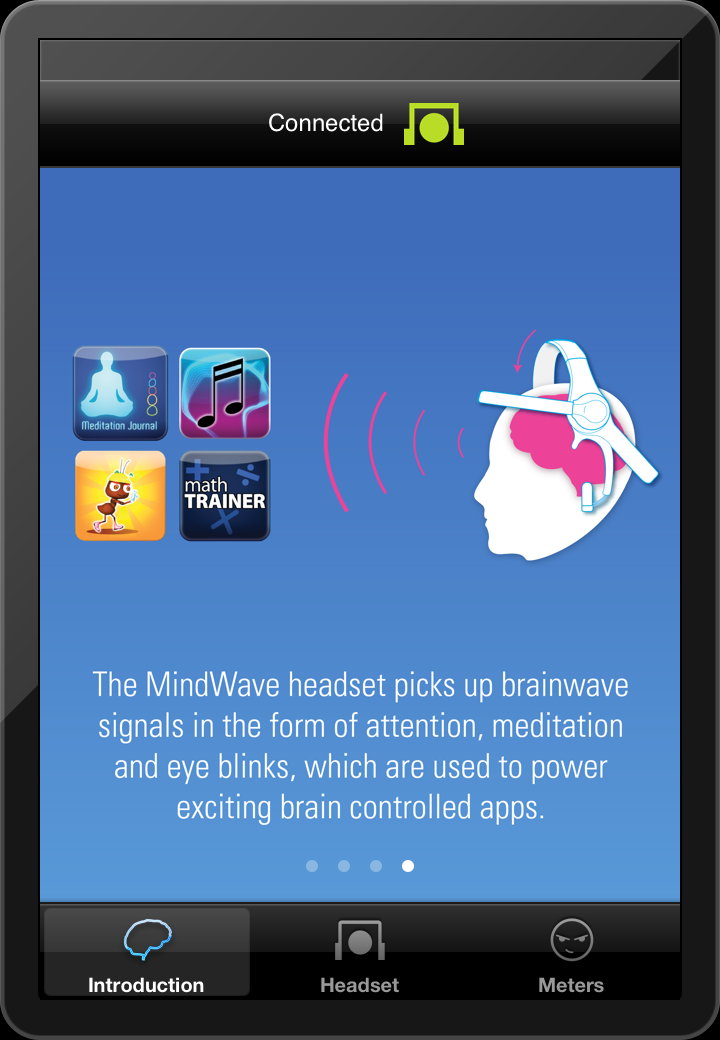 Connected
Meditation Journal
math
TRAINER
The MindWave headset picks up brainwave
signals in the form of attention, meditation
and eye blinks, which are used to power
exciting brain controlled apps.
Introduction
Headset
Meters